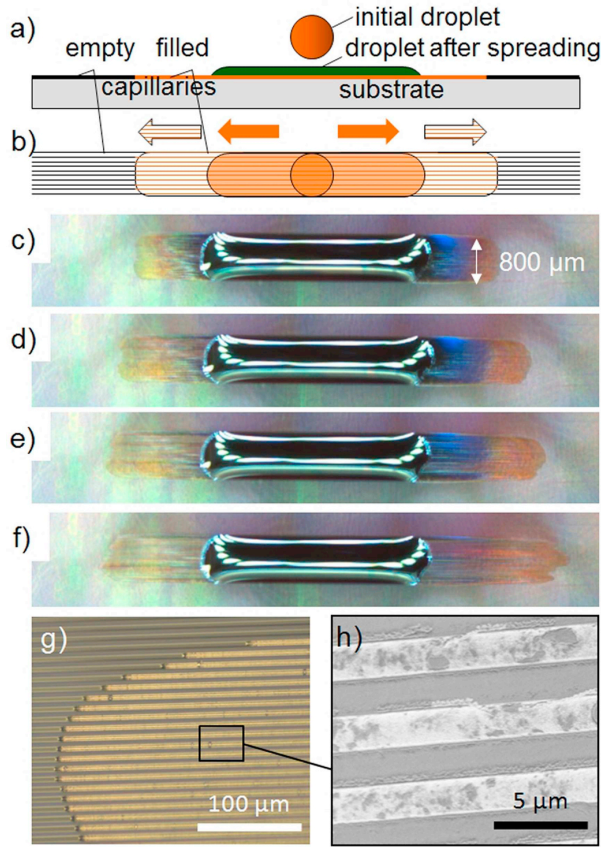 a)
initial droplet
droplet after spreading
empty
filled
capillaries
substrate
b)
c)
800 µm
d)
e)
f)
g)
100 µm
h)
5 µm